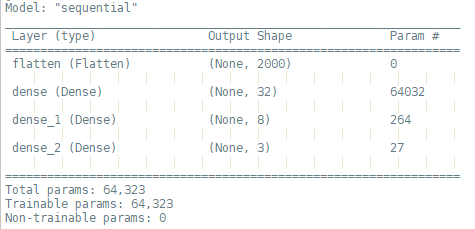 Model: "sequential"
Layer (type) Output Shape Param #
flatten (Flatten) (None, 2000) 0
dense (Dense) (None, 32) 64032
dense_1 (Dense) (None, 8) 264
dense_2 (Dense) (None, 3) 27
Total params: 64,323
Trainable params: 64,323
Non-trainable params: 0